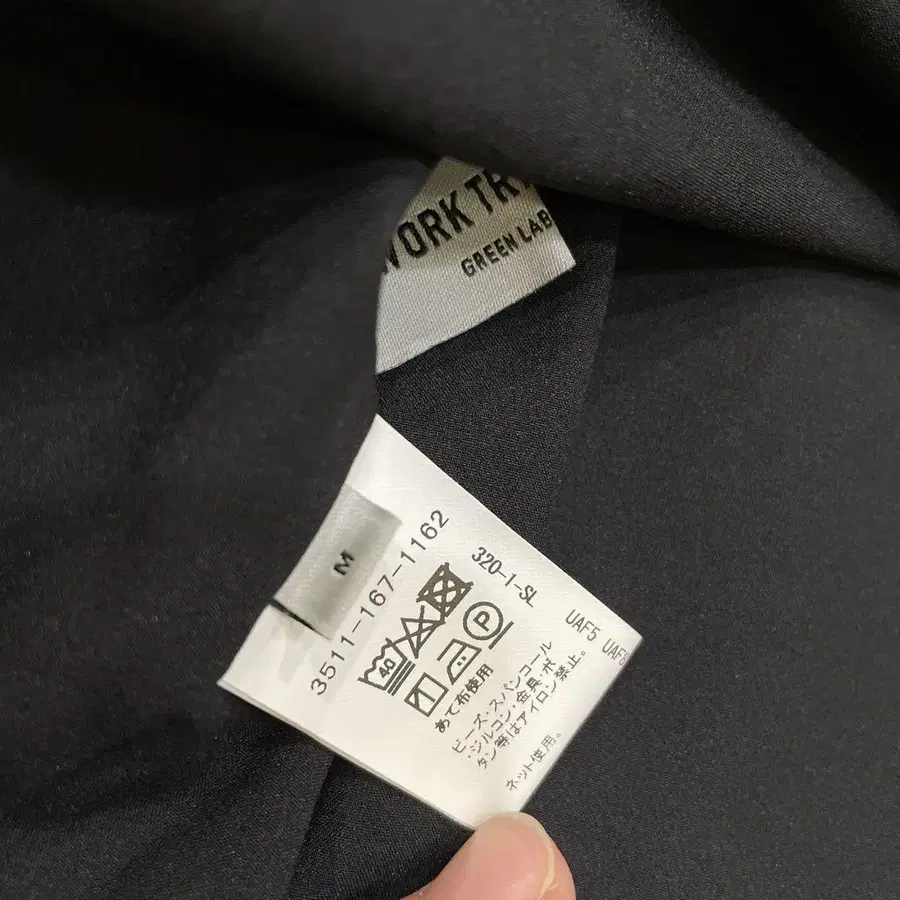 WORK TR
GREEN LAB
M
3511-167-1162
320-1-SL
40
P
あて布使用
UAF5 UAF8
ビーズ・スパンコール
・ジルコン・金具・ボ
タン等はアイロン禁止。
ネット使用。